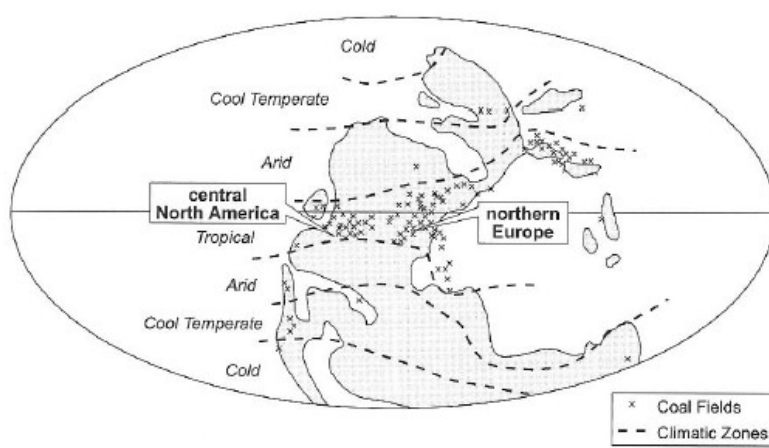 Cold
Cool Temperate
Arid
central
North America
northern
Europe
Tropical
Arid
Cool Temperate
Cold
× Coal Fields
Climatic Zones